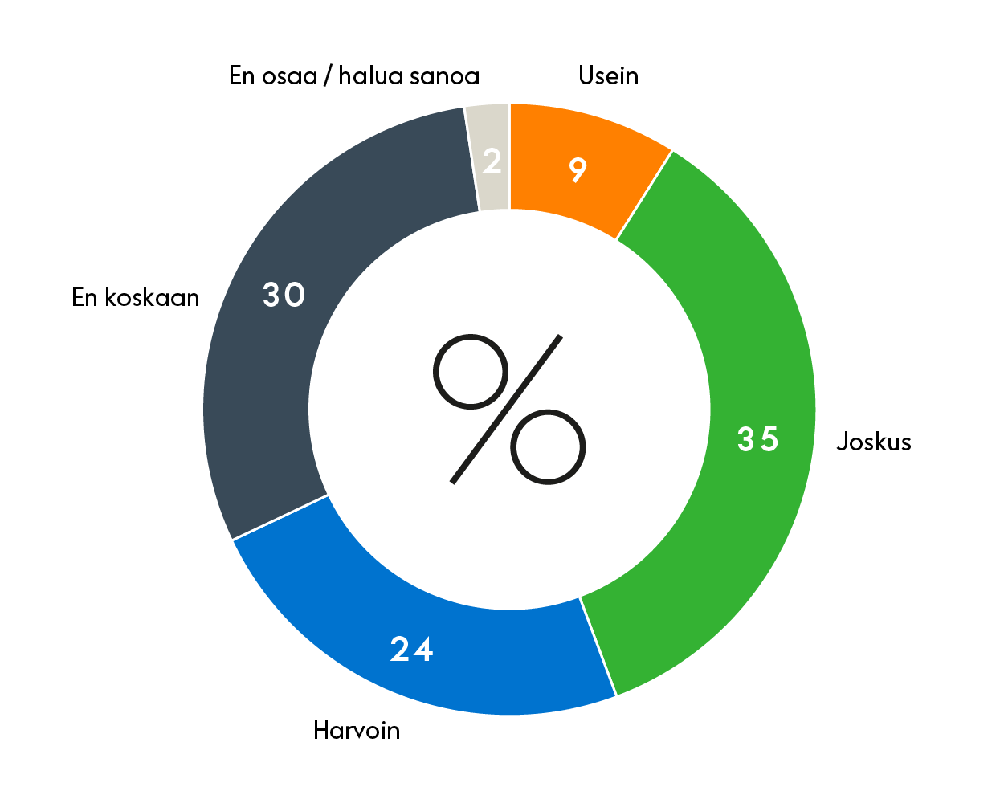 En osaa / halua sanoa
Usein
2
9
En koskaan
30
%
35
Joskus
24
Harvoin